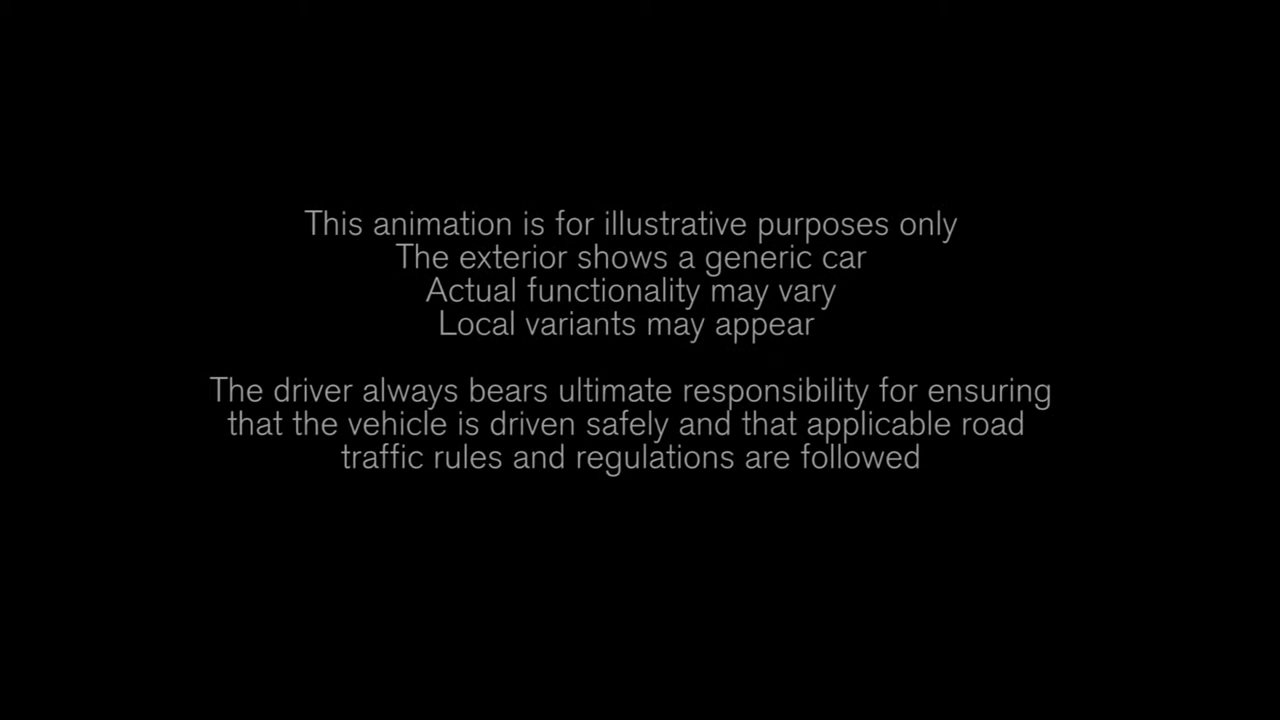 This animation is for illustrative purposes only
The exterior shows a generic car
Actual functionality may vary
Local variants may appear
The driver always bears ultimate responsibility for ensuring
that the vehicle is driven safely and that applicable road
traffic rules and regulations are followed